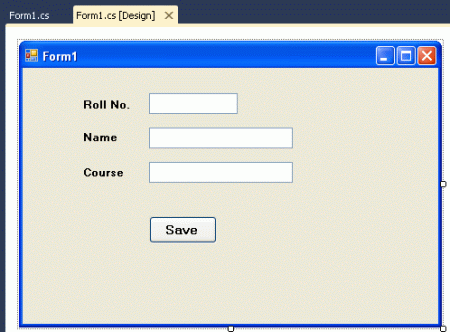 Form1.cs Form1.cs [Design]
Form1
Roll No.
Name
Course
Save